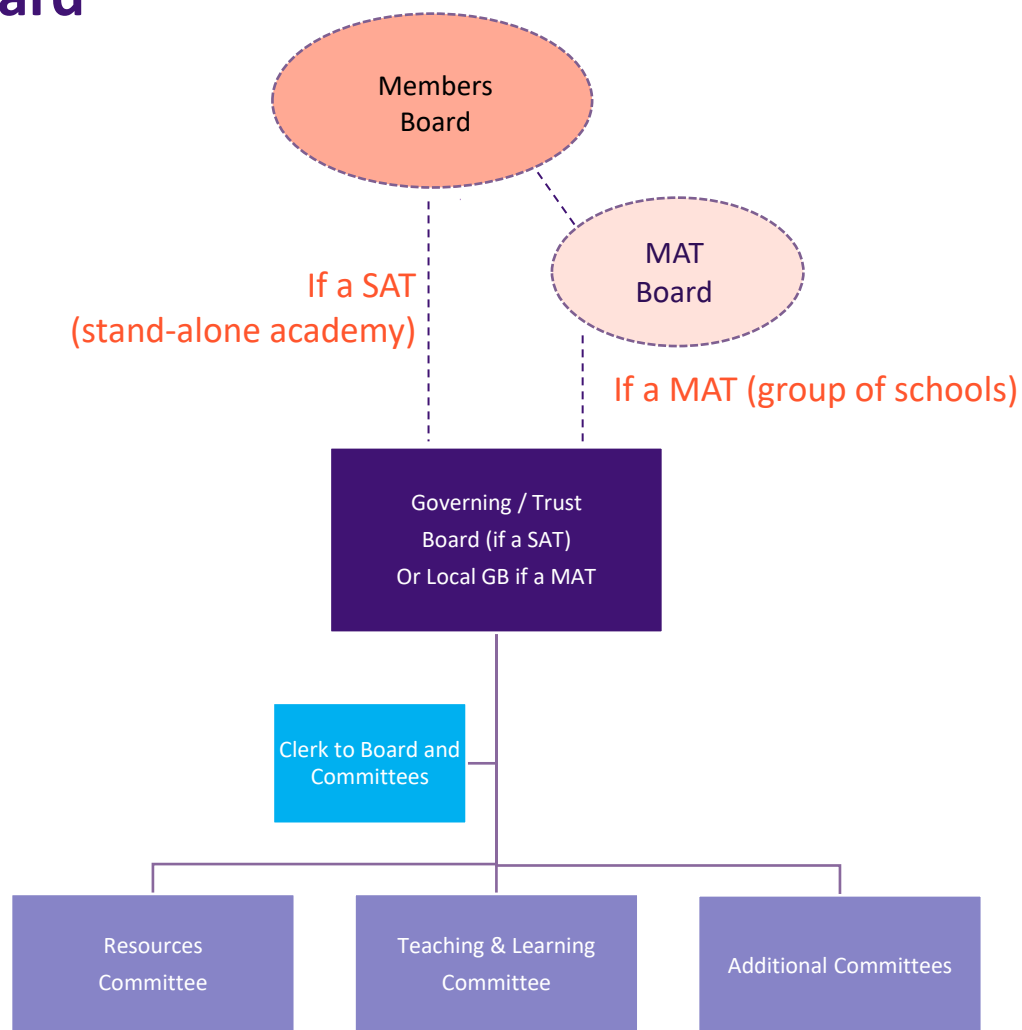 Members
Board
MAT
Board
If a SAT
(stand-alone academy)
If a MAT (group of schools)
Governing / Trust
Board (if a SAT)
Or Local GB if a MAT
Clerk to Board and
Committees
Resources
Committee
Teaching & Learning
Committee
Additional Committees